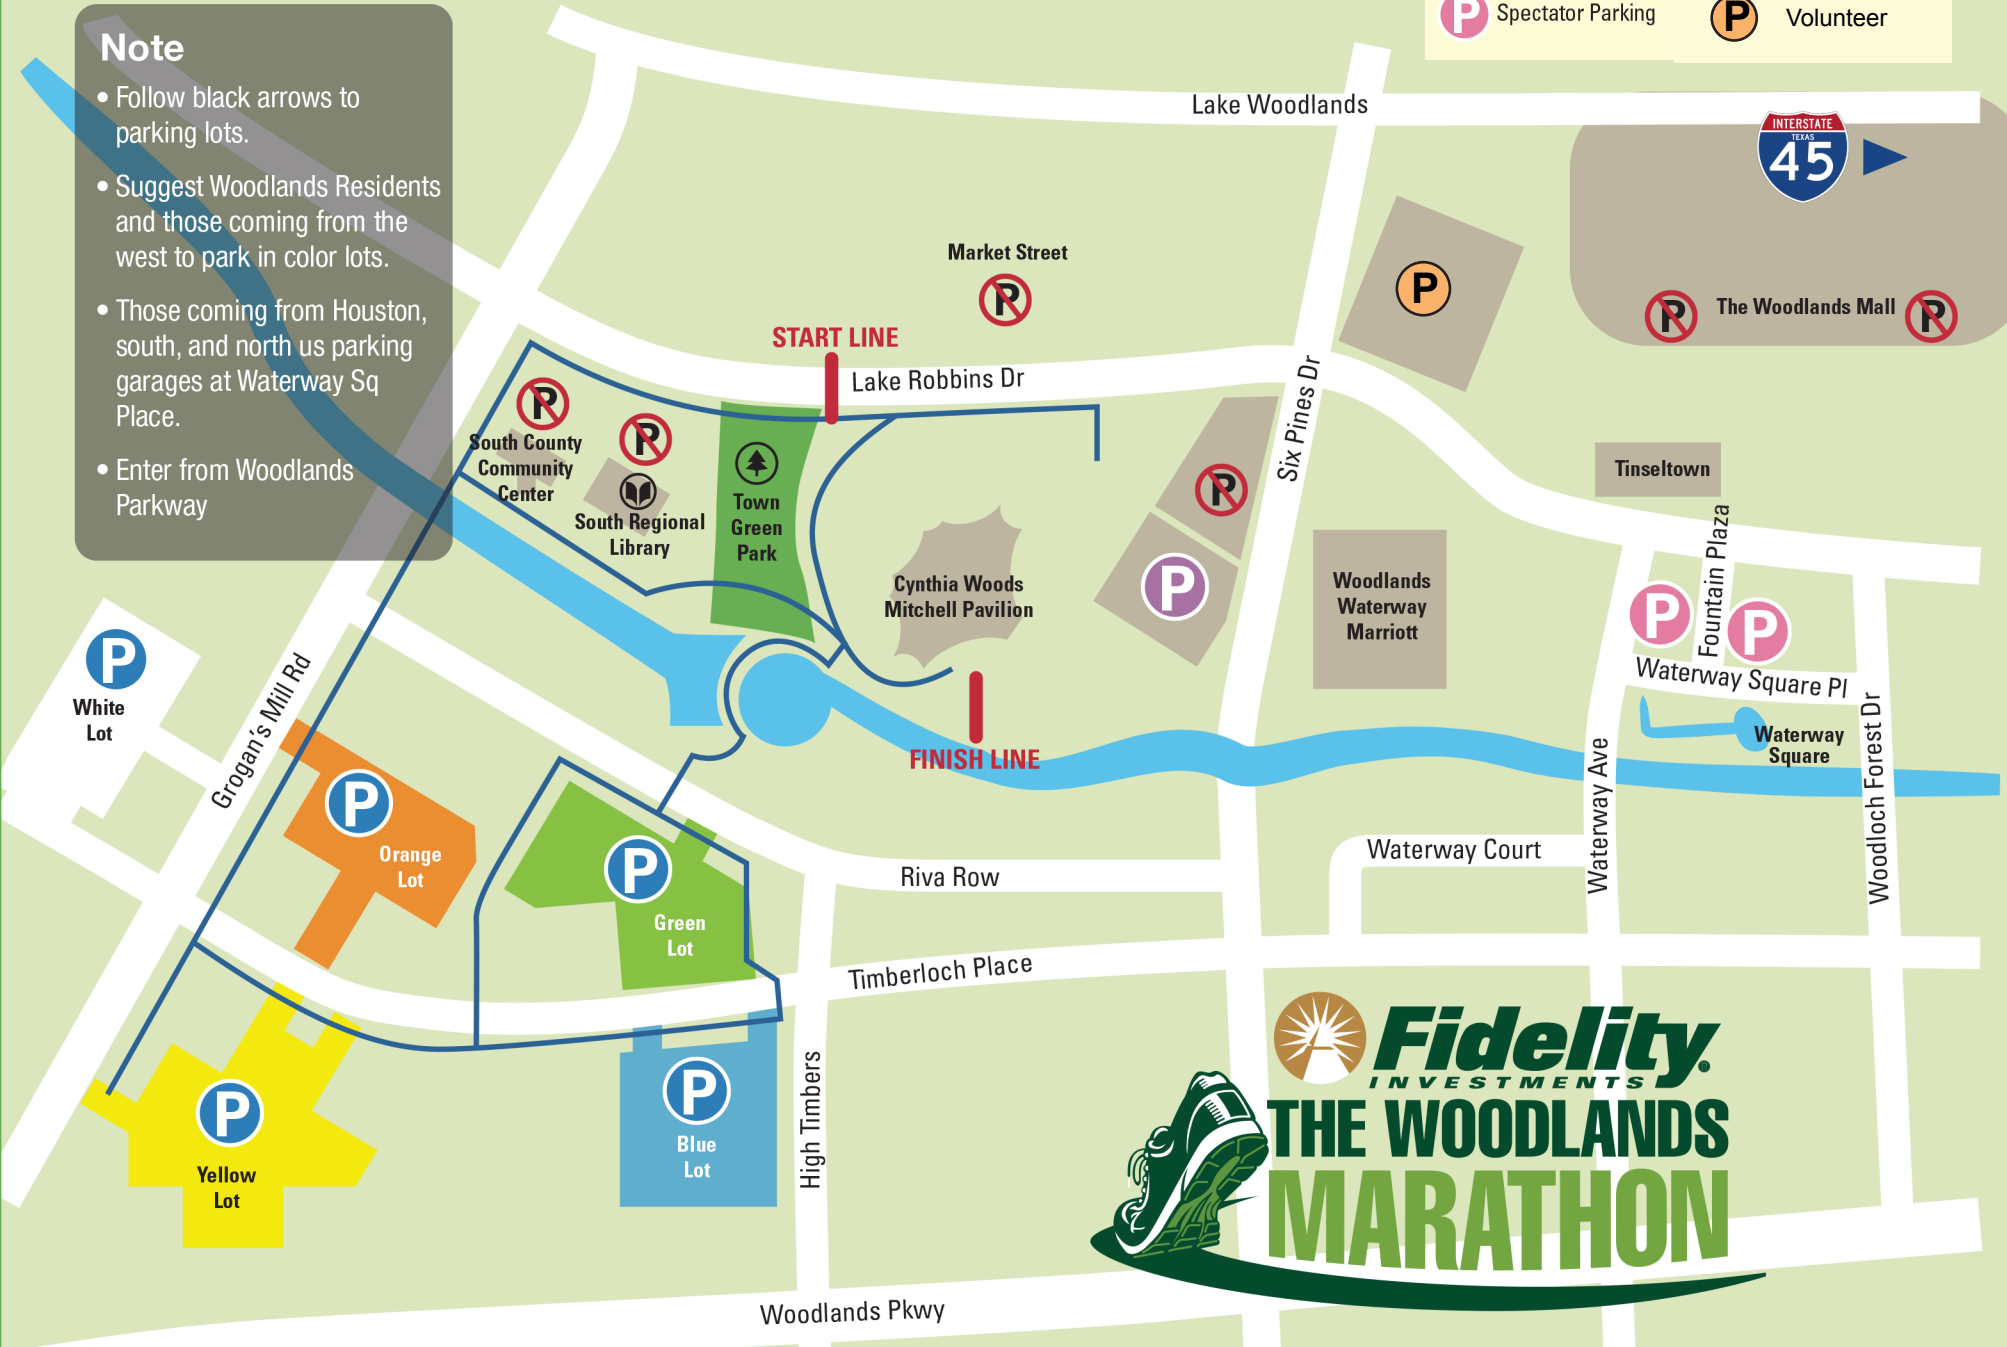 Note
• Follow black arrows to
parking lots.
• Suggest Woodlands Residents
and those coming from the
west to park in color lots.
• Those coming from Houston,
south, and north us parking
garages at Waterway Sq
Place.
• Enter from Woodlands
Parkway
P Spectator Parking
P Volunteer
Lake Woodlands
INTERSTATE
TEXAS
45
Market Street
P
P
START LINE
Lake Robbins Dr
Six Pines Dr
P The Woodlands Mall P
P
South County
Community
Center
P
South Regional
Library
Town
Green
Park
Cynthia Woods
Mitchell Pavilion
P
P
Woodlands
Waterway
Marriott
Tinseltown
Fountain Plaza
P
P
Waterway Square Pl
Waterway
Square
Woodloch Forest Dr
Waterway Ave
FINISH LINE
P
White
Lot
Grogan's Mill Rd
P
Orange
Lot
P
Green
Lot
Riva Row
Waterway Court
Timberloch Place
P
Yellow
Lot
P
Blue
Lot
High Timbers
Woodlands Pkwy
Fidelity®
INVESTMENTS
THE WOODLANDS
MARATHON